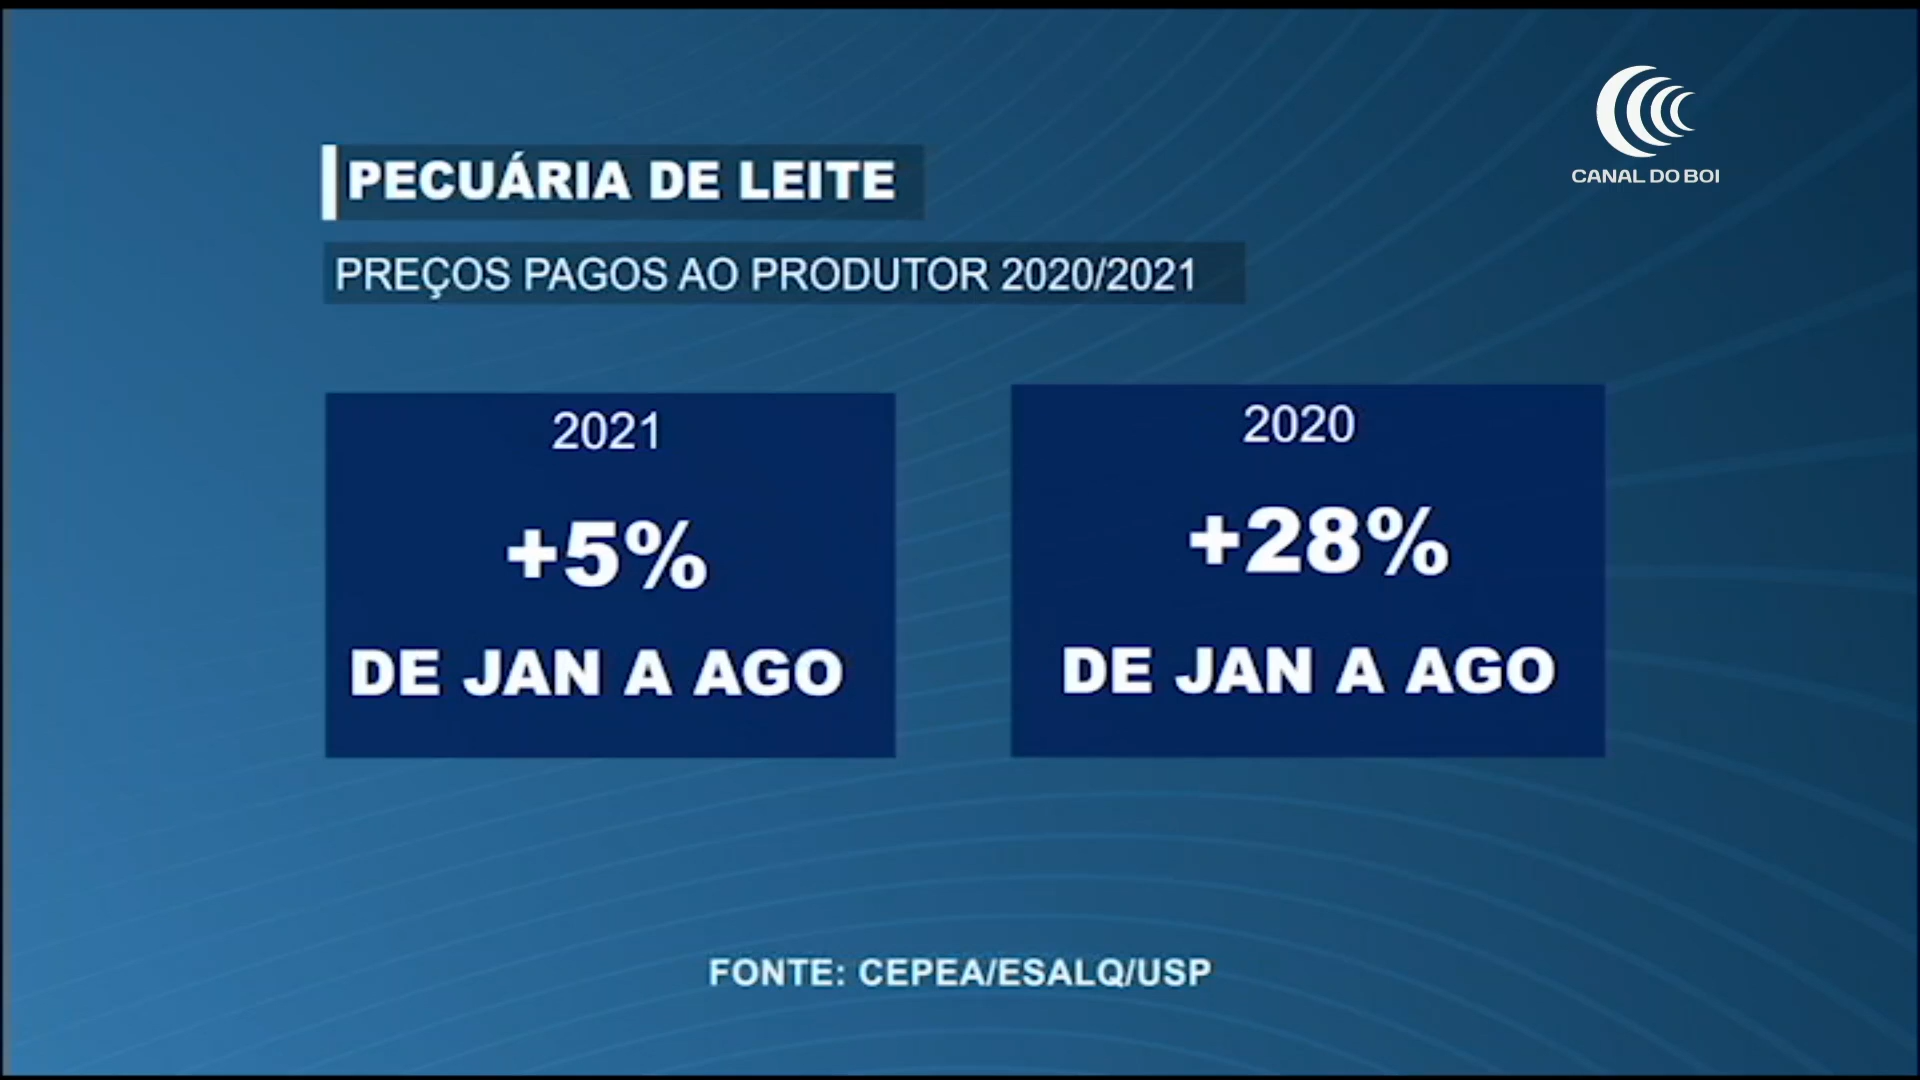 CANAL DO BOI
PECUÁRIA DE LEITE
PREÇOS PAGOS AO PRODUTOR 2020/2021
2021
+5%
DE JAN A AGO
2020
+28%
DE JAN A AGO
FONTE: CEPEA/ESALQ/USP